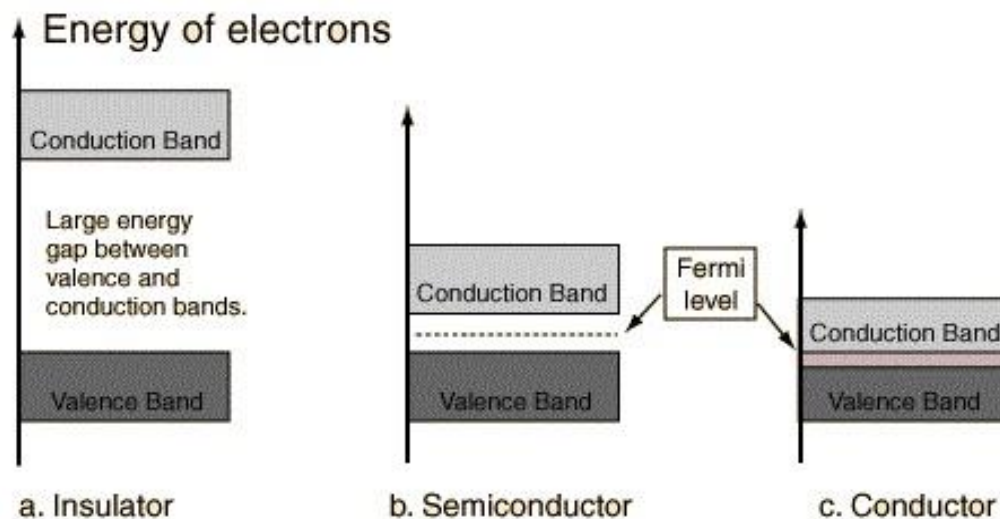 Energy of electrons
Conduction Band
Large energy
gap between
valence and
conduction bands.
Valence Band
a. Insulator
Conduction Band
Valence Band
b. Semiconductor
Fermi
level
Conduction Band
Valence Band
c. Conductor